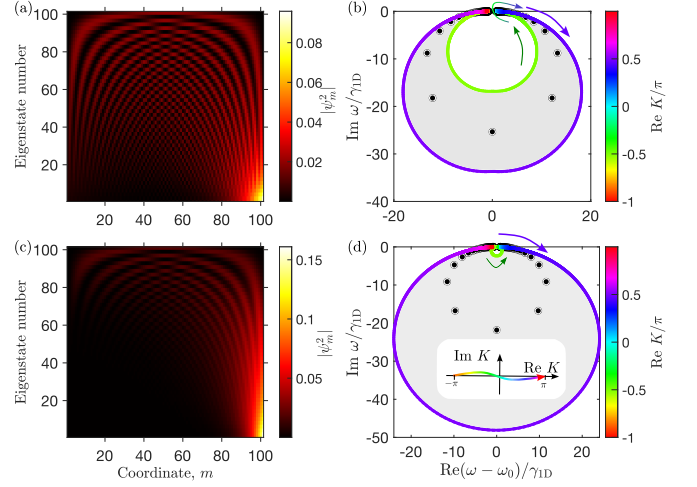 (a)
Eigenstate number
100
80
60
40
20
20 40 60 80 100
Coordinate, m
0.08
0.06
0.04
0.02
|ψ²ₘ|
(b)
Im ω/γ₁D
0
-10
-20
-30
-40
-20 0 20
1
0.5
0
-0.5
-1
Re K/π
(c)
Eigenstate number
100
80
60
40
20
20 40 60 80 100
Coordinate, m
0.15
0.1
0.05
|ψ²ₘ|
(d)
Im ω/γ₁D
0
-10
-20
-30
-40
-50
Im K
Re K
−π
π
-20 -10 0 10 20
Re(ω − ω₀)/γ₁D
1
0.5
0
-0.5
-1
Re K/π